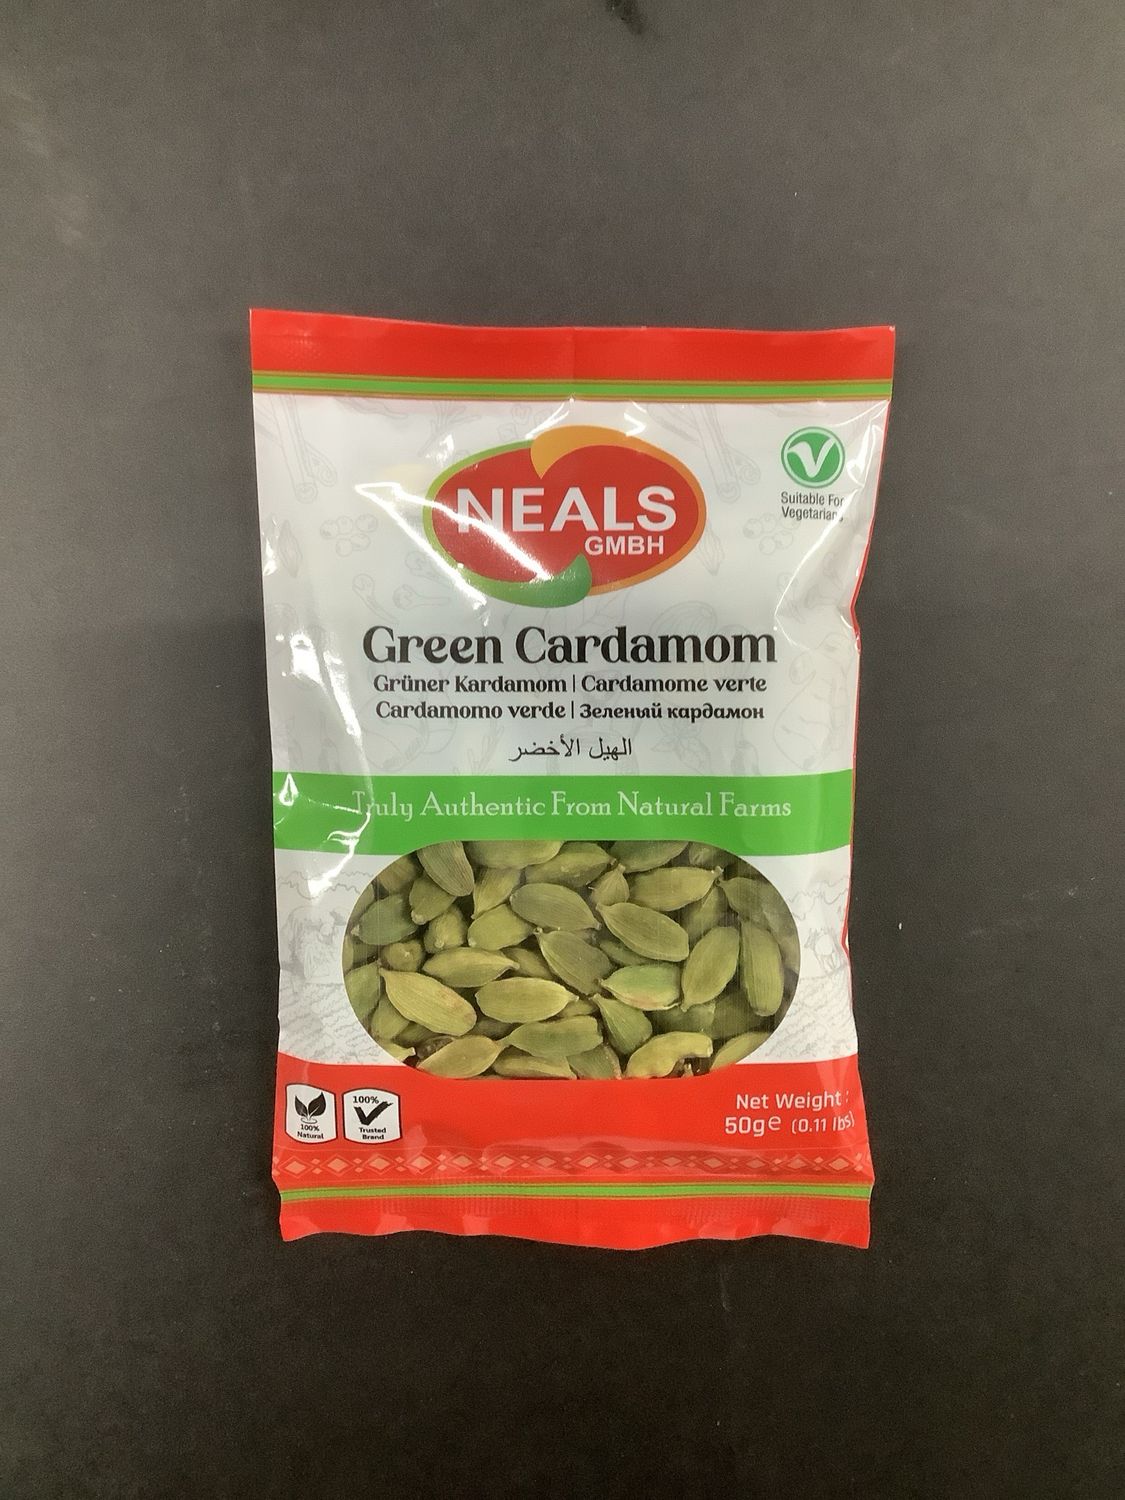 NEALS
GMBH
Suitable For
Vegetarians
Green Cardamom
Grüner Kardamom | Cardamome verte
Cardamomo verde | Зеленый кардамон
الهيل الأخضر
Truly Authentic From Natural Farms
100%
Natural
100%
Trusted
Brand
Net Weight :
50g℮ (0.11 lbs)